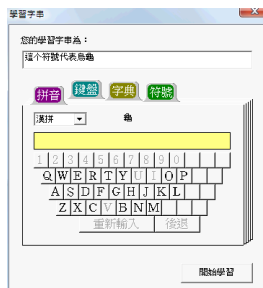 學習字串
您的學習字串為：
這个符號代表烏龜
拼音 鍵盤 字典 符號
漢拼 龜
1 2 3 4 5 6 7 8 9 0
Q W E R T Y U I O P
A S D F G H J K L
Z X C V B N M
重新輸入 後退
開始學習